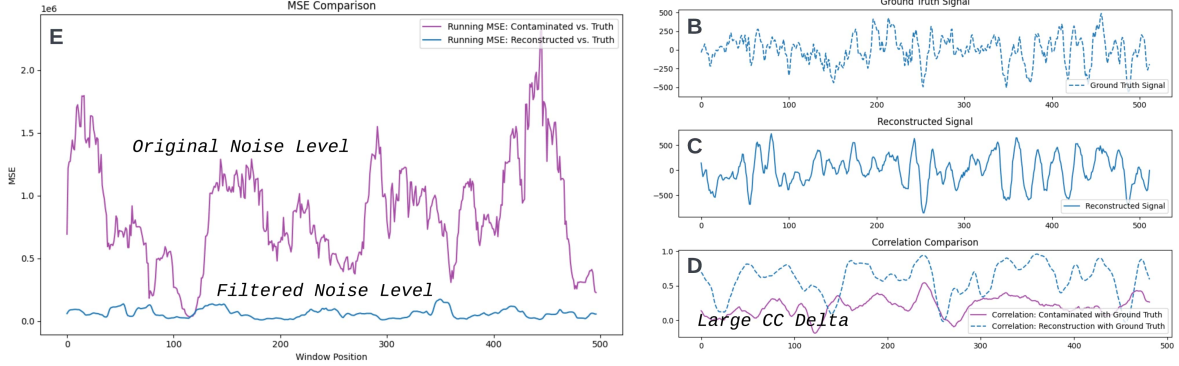 MSE Comparison
1e6
E
Running MSE: Contaminated vs. Truth
Running MSE: Reconstructed vs. Truth
2.0
1.5
1.0
0.5
0.0
MSE
Original Noise Level
Filtered Noise Level
0 100 200 300 400 500
Window Position
Ground Truth Signal
B
500
250
0
−250
−500
Ground Truth Signal
0 100 200 300 400 500
Reconstructed Signal
C
500
0
−500
Reconstructed Signal
0 100 200 300 400 500
Correlation Comparison
D
1.0
0.5
0.0
Large CC Delta
Correlation: Contaminated with Ground Truth
Correlation: Reconstruction with Ground Truth
0 100 200 300 400 500